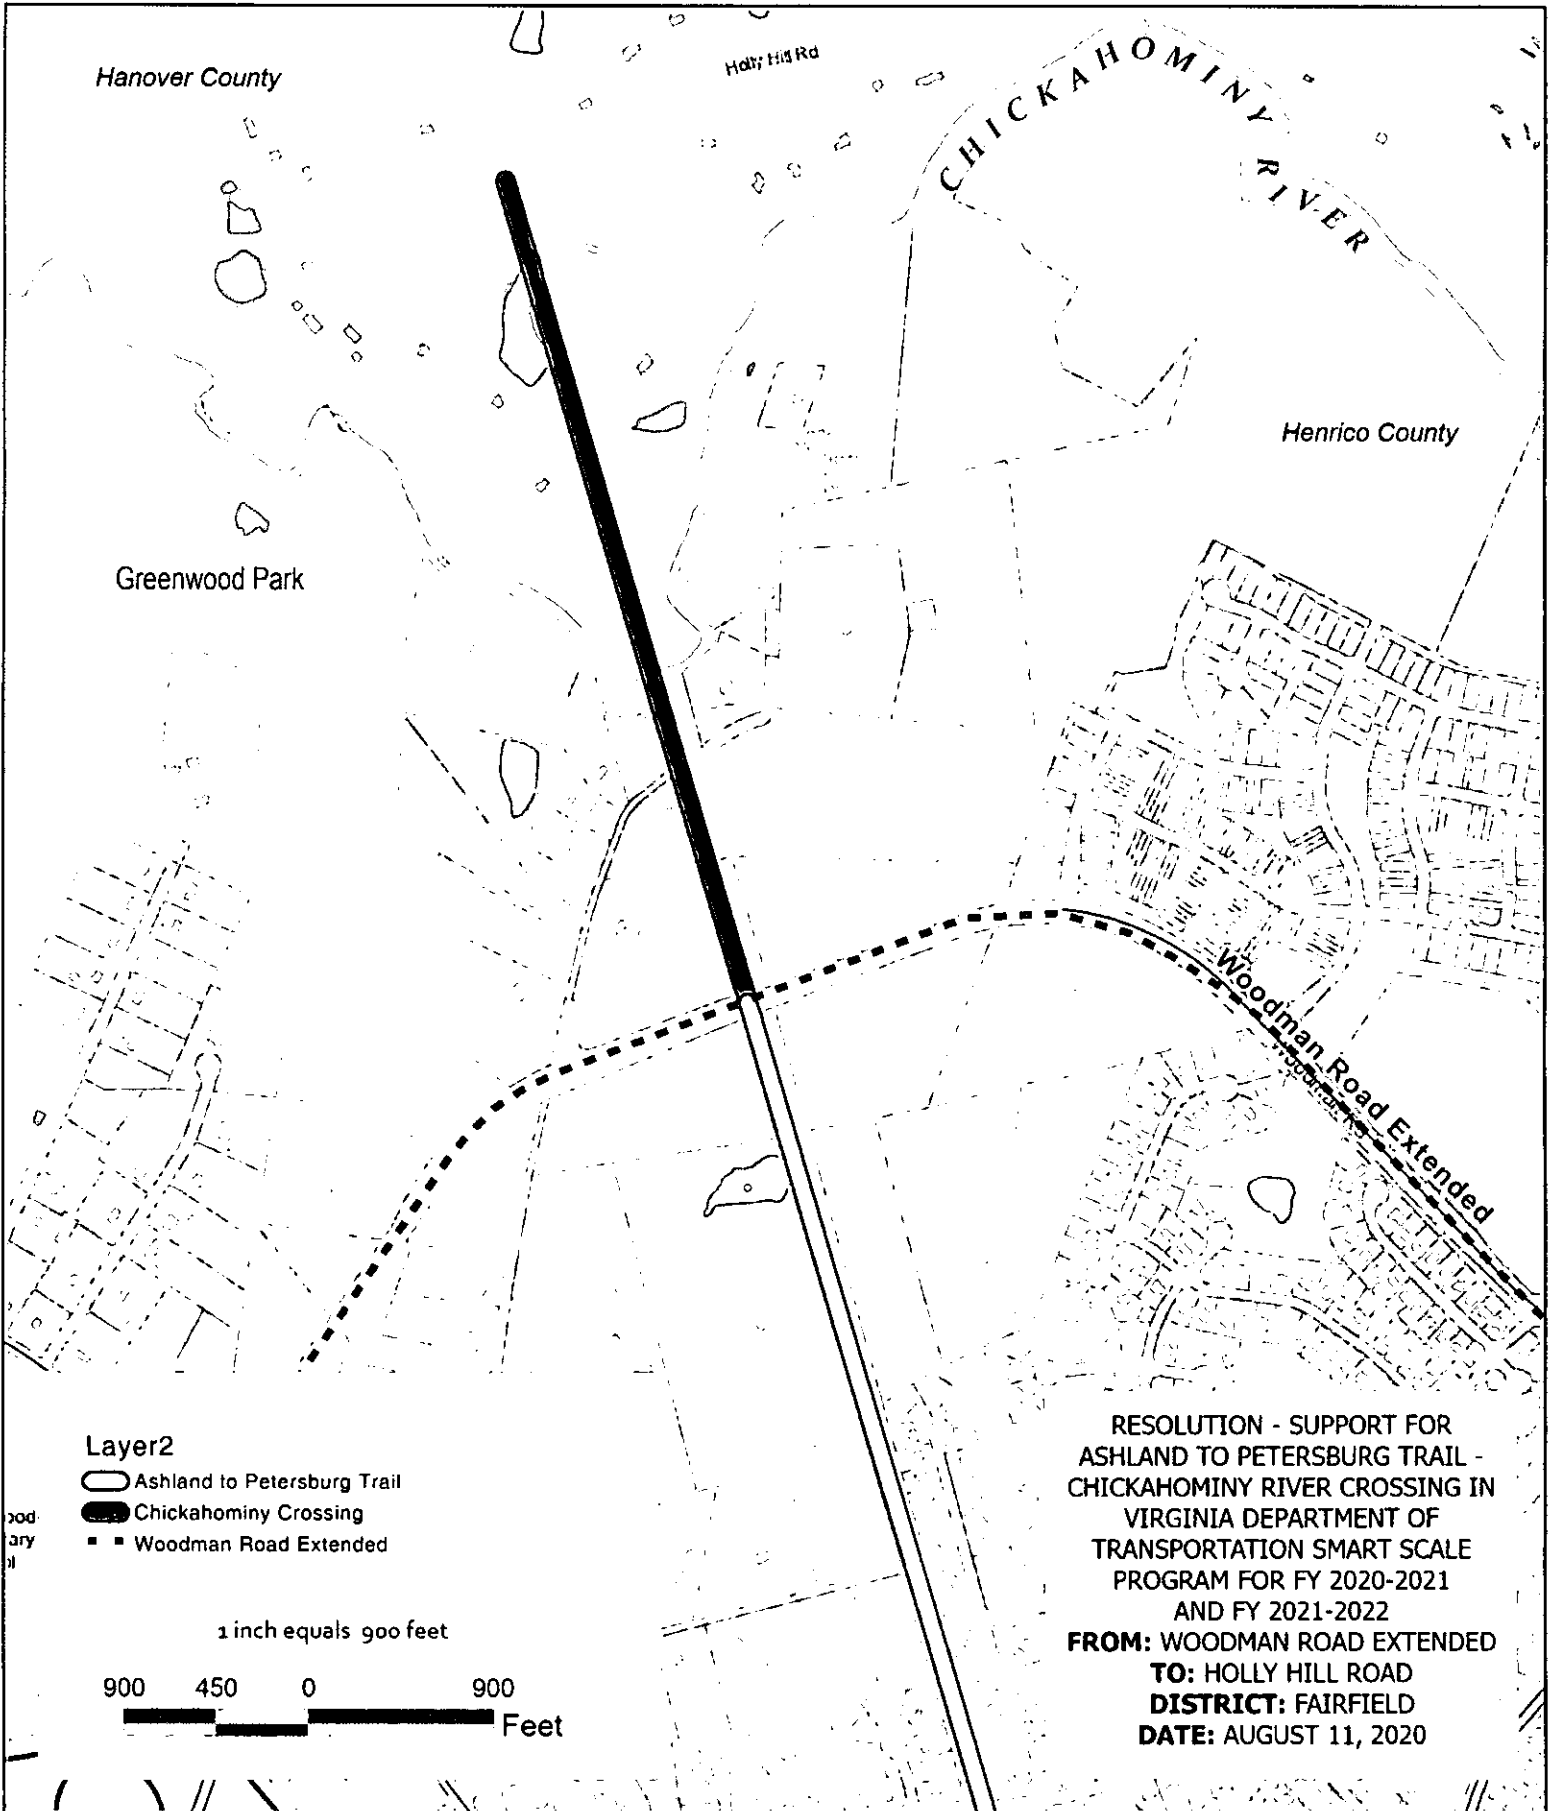 Hanover County
Holly Hill Rd
CHICKAHOMINY RIVER
Henrico County
Greenwood Park
Woodman Road Extended
Layer2
Ashland to Petersburg Trail
Chickahominy Crossing
Woodman Road Extended
1 inch equals 900 feet
900 450 0 900
Feet
RESOLUTION - SUPPORT FOR
ASHLAND TO PETERSBURG TRAIL -
CHICKAHOMINY RIVER CROSSING IN
VIRGINIA DEPARTMENT OF
TRANSPORTATION SMART SCALE
PROGRAM FOR FY 2020-2021
AND FY 2021-2022
FROM: WOODMAN ROAD EXTENDED
TO: HOLLY HILL ROAD
DISTRICT: FAIRFIELD
DATE: AUGUST 11, 2020